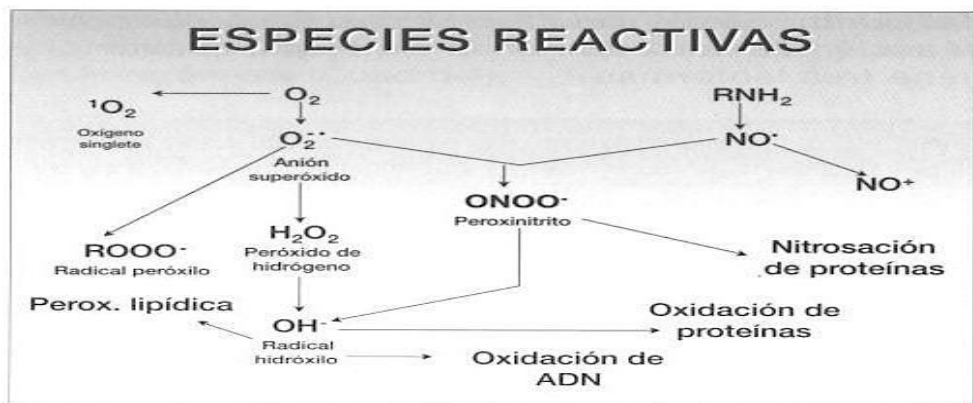 ESPECIES REACTIVAS
¹O₂
Oxígeno
singlete
O₂
RNH₂
O₂⁻·
Anión
superóxido
NO·
NO⁺
ONOO⁻
Peroxinitrito
ROOO⁻
Radical peróxilo
H₂O₂
Peróxido de
hidrógeno
Nitrosación
de proteínas
Perox. lipídica
OH⁻
Radical
hidróxilo
Oxidación de
proteínas
Oxidación de
ADN